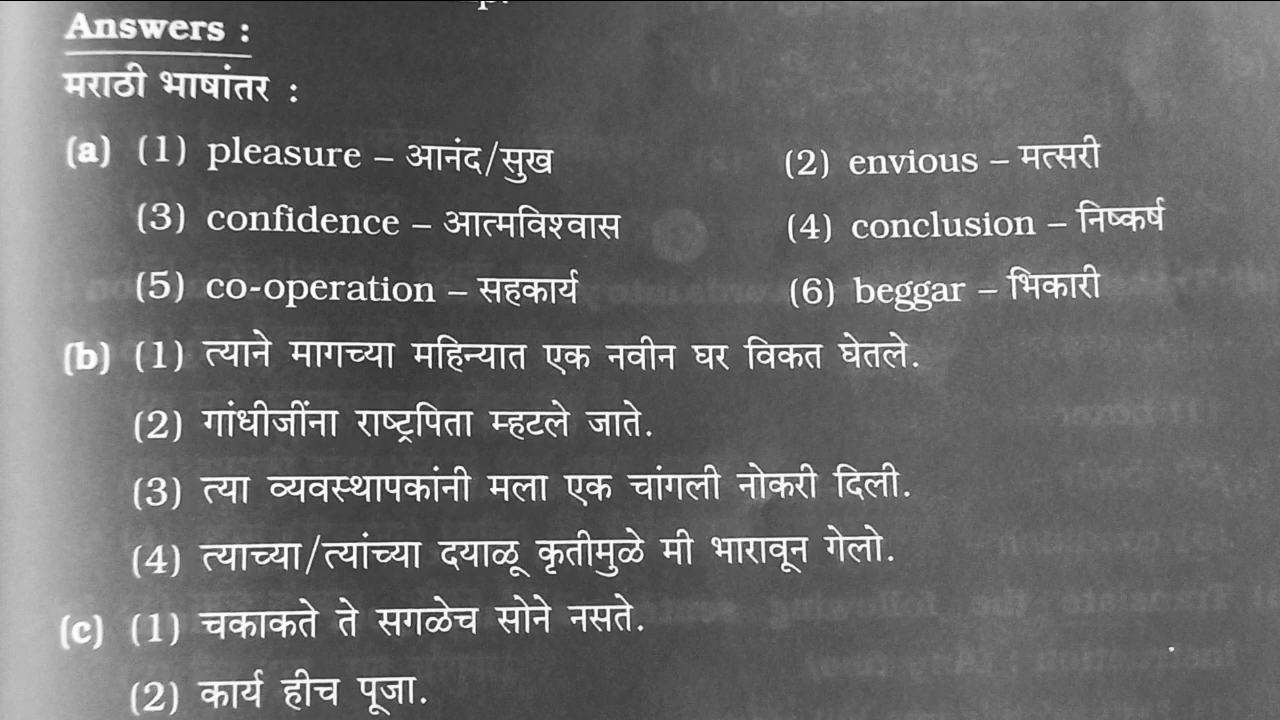 Answers :
मराठी भाषांतर :
(a) (1) pleasure – आनंद/सुख (2) envious – मत्सरी
(3) confidence – आत्मविश्वास (4) conclusion – निष्कर्ष
(5) co-operation – सहकार्य (6) beggar – भिकारी
(b) (1) त्याने मागच्या महिन्यात एक नवीन घर विकत घेतले.
(2) गांधीजींना राष्ट्रपिता म्हटले जाते.
(3) त्या व्यवस्थापकांनी मला एक चांगली नोकरी दिली.
(4) त्याच्या/त्यांच्या दयाळू कृतीमुळे मी भारावून गेलो.
(c) (1) चकाकते ते सगळेच सोने नसते.
(2) कार्य हीच पूजा.